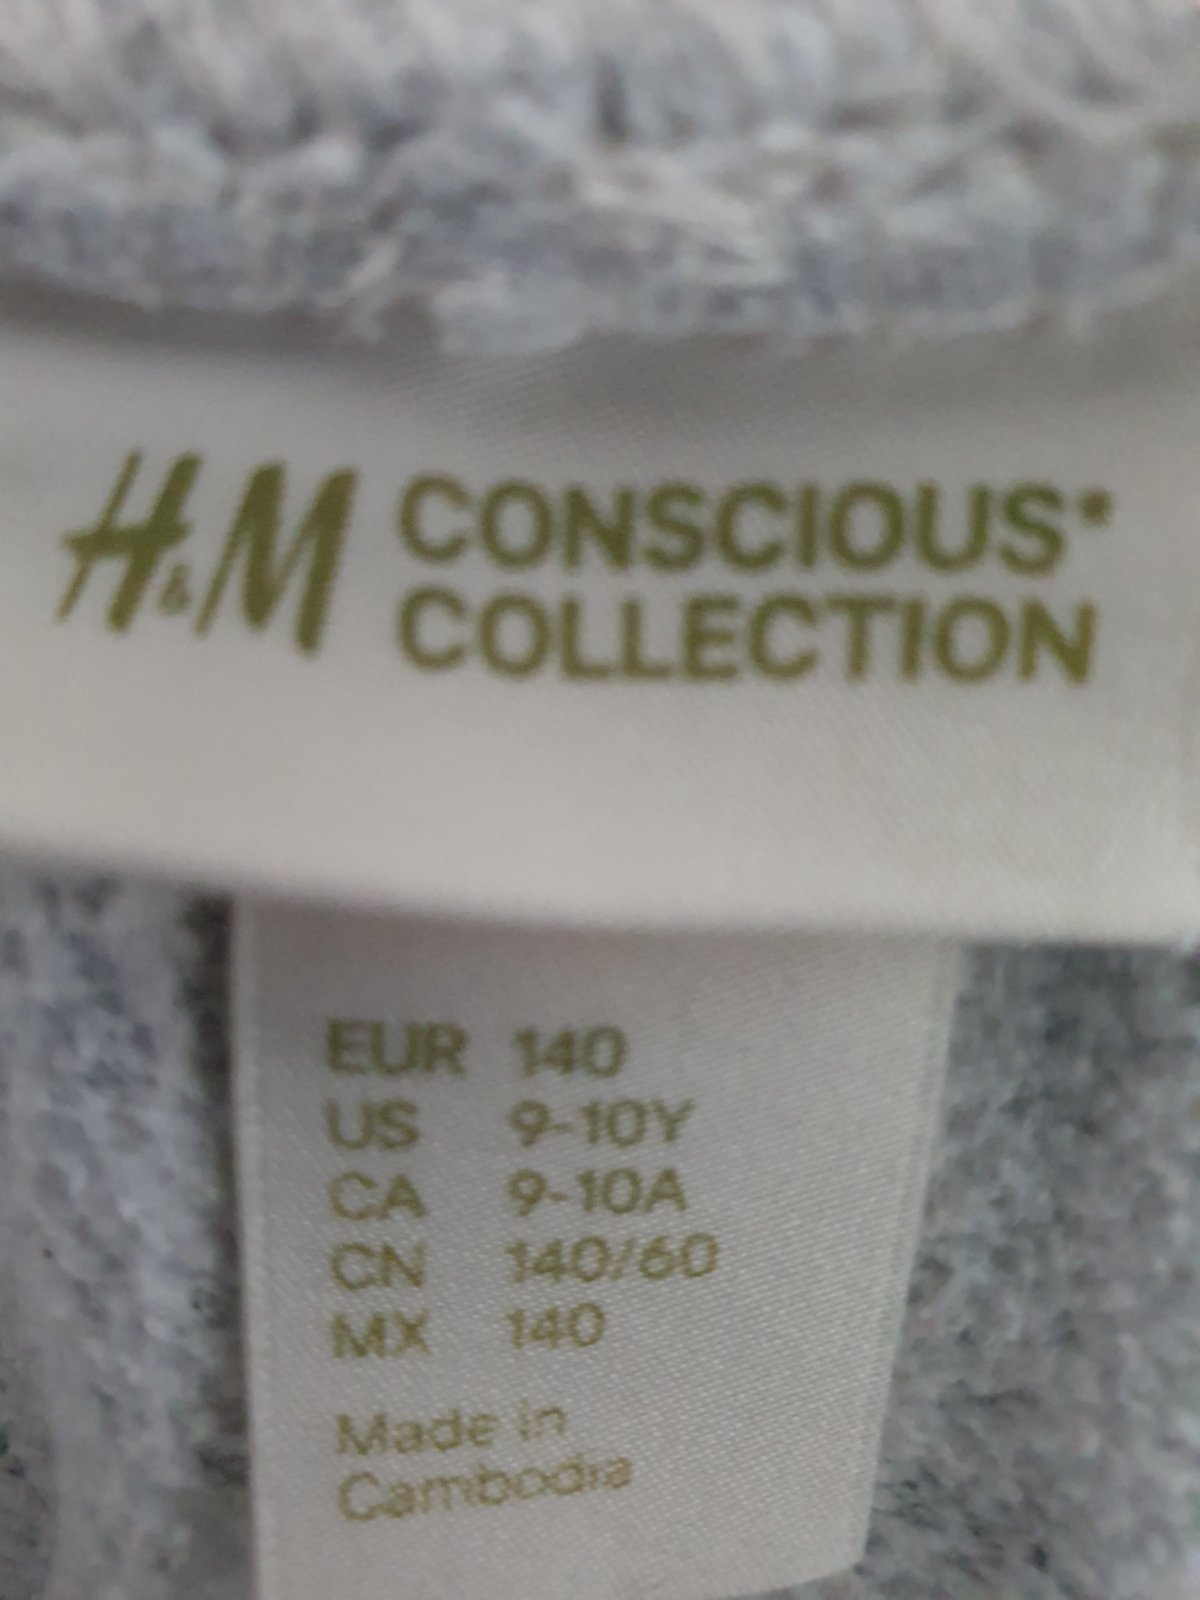 H&M CONSCIOUS*
COLLECTION
EUR 140
US 9-10Y
CA 9-10A
CN 140/60
MX 140
Made in
Cambodia